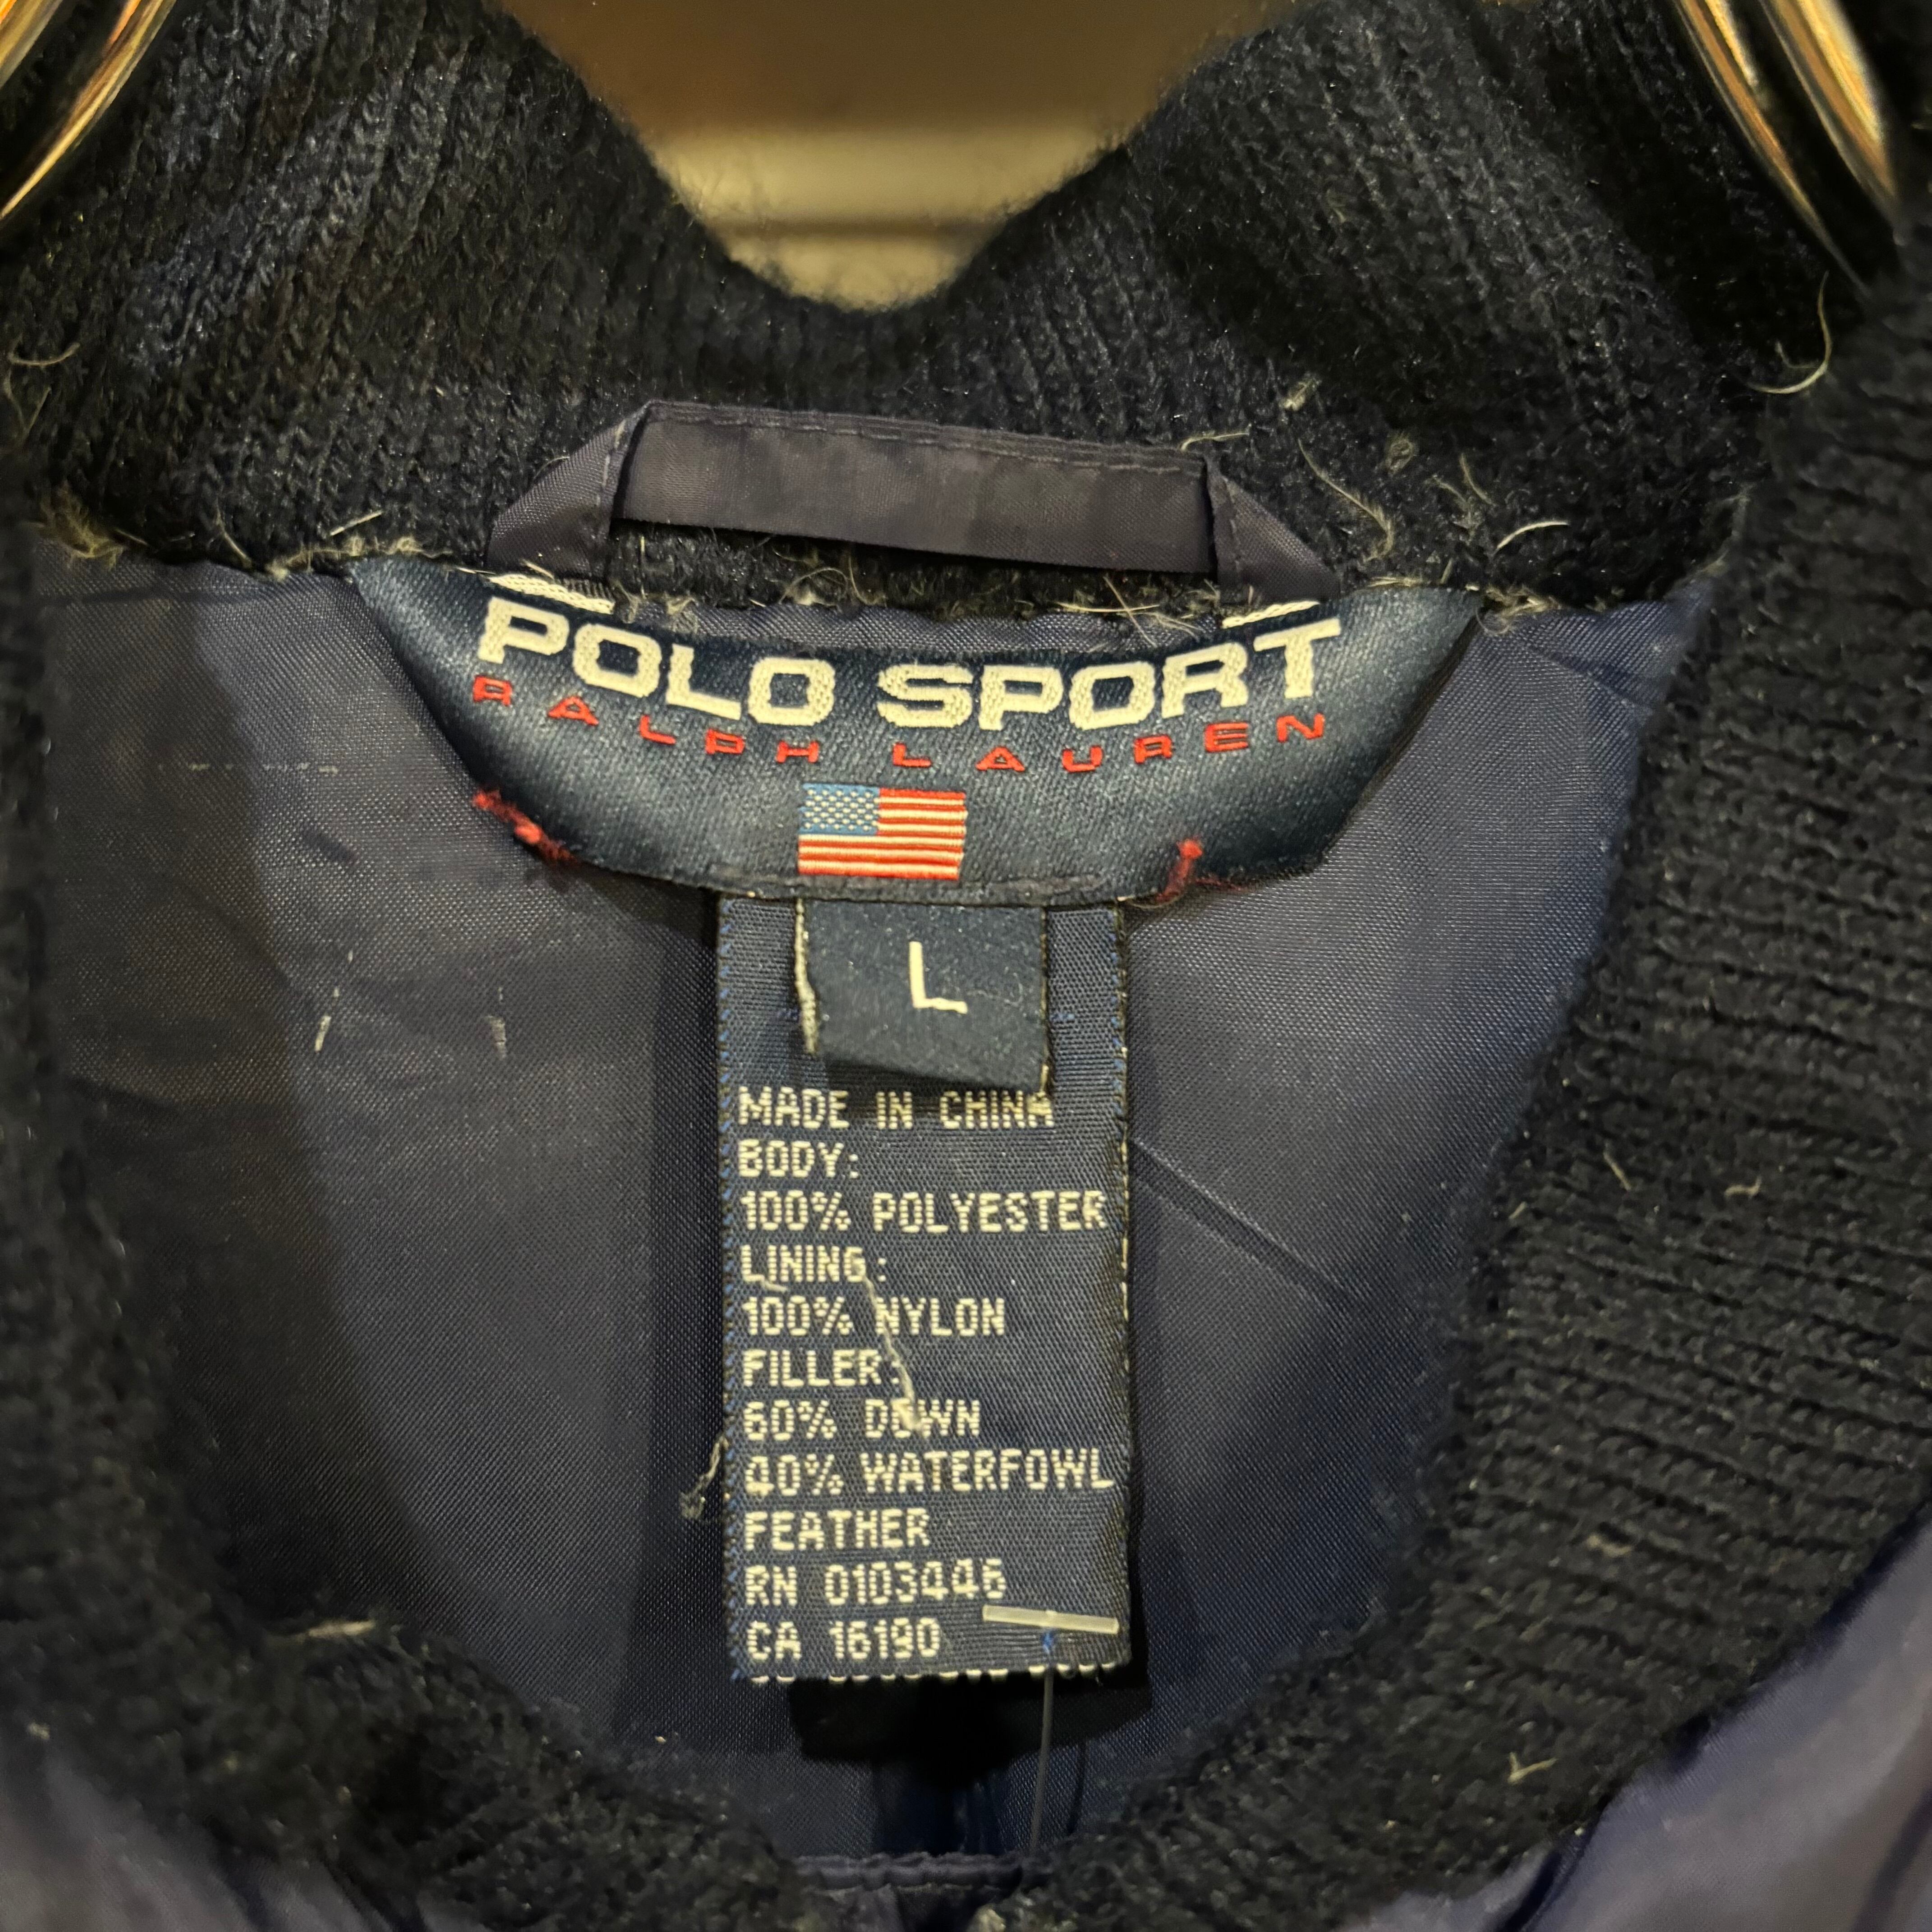 POLO SPORT
RALPH LAUREN
L
MADE IN CHINA
BODY:
100% POLYESTER
LINING:
100% NYLON
FILLER:
60% DOWN
40% WATERFOWL
FEATHER
RN 0103446
CA 16190